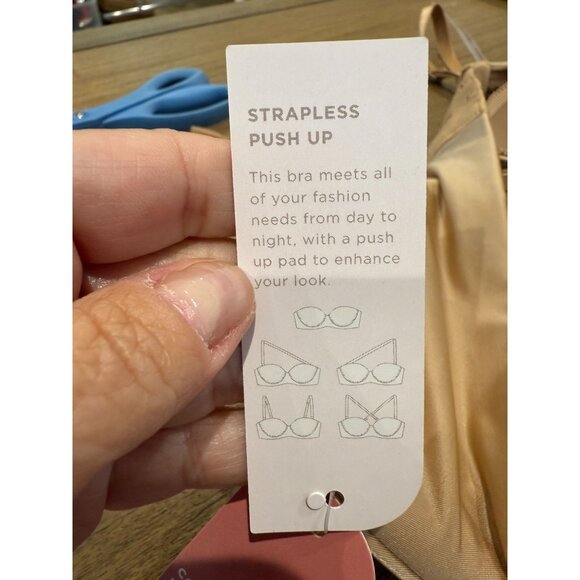 STRAPLESS
PUSH UP
This bra meets all
of your fashion
needs from day to
night, with a push
up pad to enhance
your look.